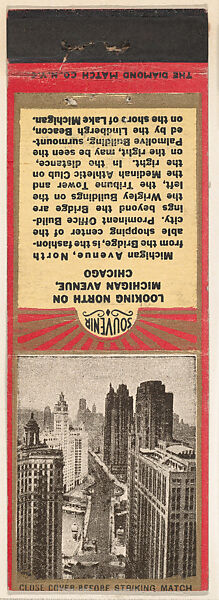 THE DIAMOND MATCH CO. N.Y.C.
SOUVENIR
LOOKING NORTH ON
MICHIGAN AVENUE,
CHICAGO
Michigan Avenue, North
from the Bridge, is the fashion-
able shopping center of the
city. Prominent Office Build-
ings beyond the Bridge are
the Wrigley Buildings on the
left, the Tribune Tower and
the Medinah Athletic Club on
the right. In the distance,
on the right, may be seen the
Palmolive Building, surmount-
ed by the Lindbergh Beacon,
on the shores of Lake Michigan.
CLOSE COVER BEFORE STRIKING MATCH